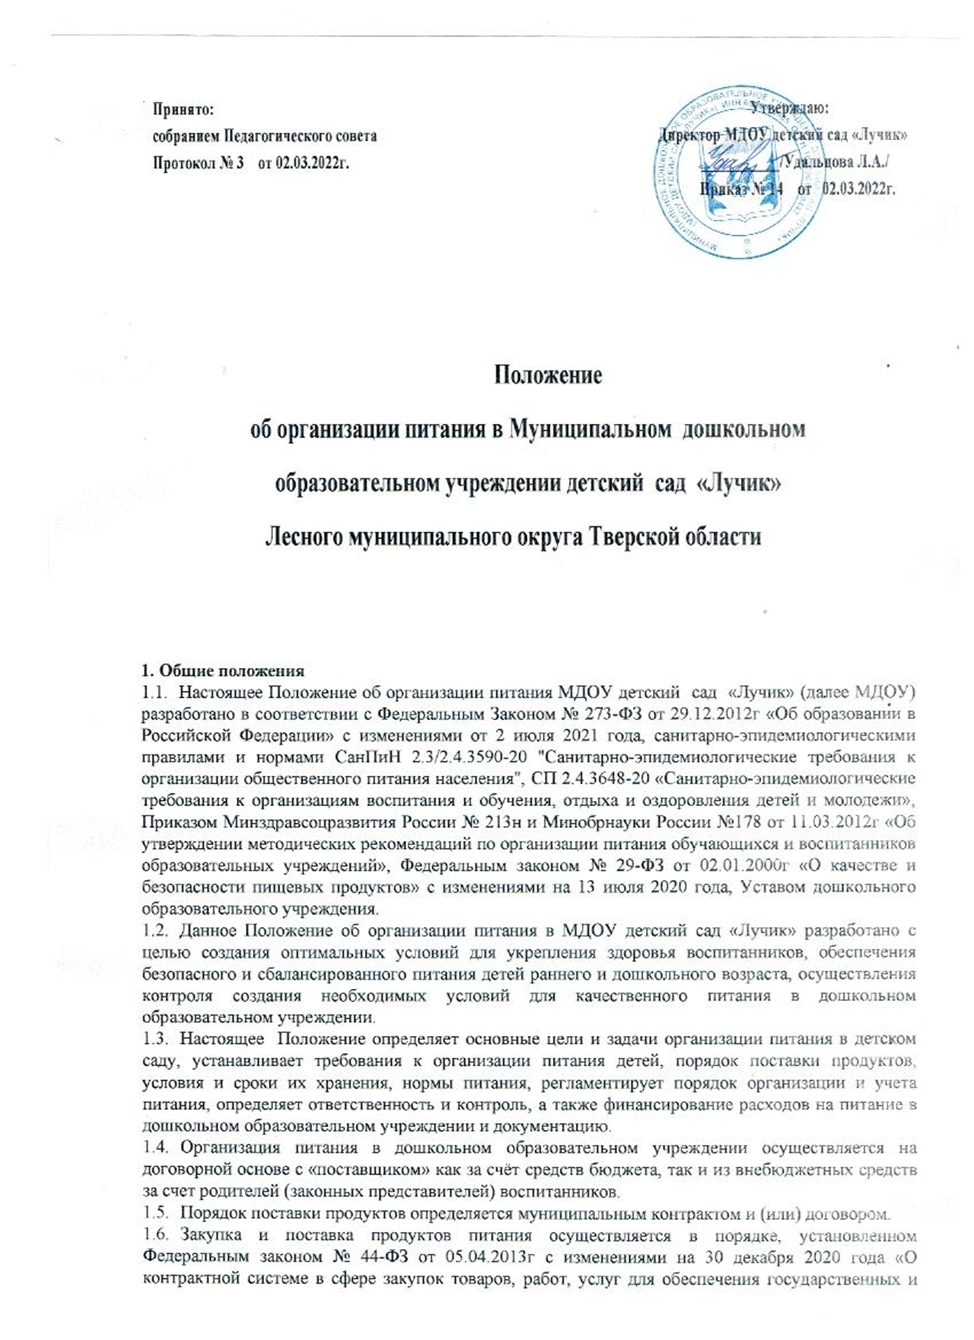 Принято:
собранием Педагогического совета
Протокол № 3 от 02.03.2022г.
Утверждаю:
Директор МДОУ детский сад «Лучик»
/Удальцова Л.А./
Приказ № 14 от 02.03.2022г.
Положение
об организации питания в Муниципальном дошкольном
образовательном учреждении детский сад «Лучик»
Лесного муниципального округа Тверской области
1. Общие положения
1.1. Настоящее Положение об организации питания МДОУ детский сад «Лучик» (далее МДОУ)
разработано в соответствии с Федеральным Законом № 273-ФЗ от 29.12.2012г «Об образовании в
Российской Федерации» с изменениями от 2 июля 2021 года, санитарно-эпидемиологическими
правилами и нормами СанПиН 2.3/2.4.3590-20 "Санитарно-эпидемиологические требования к
организации общественного питания населения", СП 2.4.3648-20 «Санитарно-эпидемиологические
требования к организациям воспитания и обучения, отдыха и оздоровления детей и молодежи»,
Приказом Минздравсоцразвития России № 213н и Минобрнауки России №178 от 11.03.2012г «Об
утверждении методических рекомендаций по организации питания обучающихся и воспитанников
образовательных учреждений», Федеральным законом № 29-ФЗ от 02.01.2000г «О качестве и
безопасности пищевых продуктов» с изменениями на 13 июля 2020 года, Уставом дошкольного
образовательного учреждения.
1.2. Данное Положение об организации питания в МДОУ детский сад «Лучик» разработано с
целью создания оптимальных условий для укрепления здоровья воспитанников, обеспечения
безопасного и сбалансированного питания детей раннего и дошкольного возраста, осуществления
контроля создания необходимых условий для качественного питания в дошкольном
образовательном учреждении.
1.3. Настоящее Положение определяет основные цели и задачи организации питания в детском
саду, устанавливает требования к организации питания детей, порядок поставки продуктов,
условия и сроки их хранения, нормы питания, регламентирует порядок организации и учета
питания, определяет ответственность и контроль, а также финансирование расходов на питание в
дошкольном образовательном учреждении и документацию.
1.4. Организация питания в дошкольном образовательном учреждении осуществляется на
договорной основе с «поставщиком» как за счёт средств бюджета, так и из внебюджетных средств
за счет родителей (законных представителей) воспитанников.
1.5. Порядок поставки продуктов определяется муниципальным контрактом и (или) договором.
1.6. Закупка и поставка продуктов питания осуществляется в порядке, установленном
Федеральным законом № 44-ФЗ от 05.04.2013г с изменениями на 30 декабря 2020 года «О
контрактной системе в сфере закупок товаров, работ, услуг для обеспечения государственных и